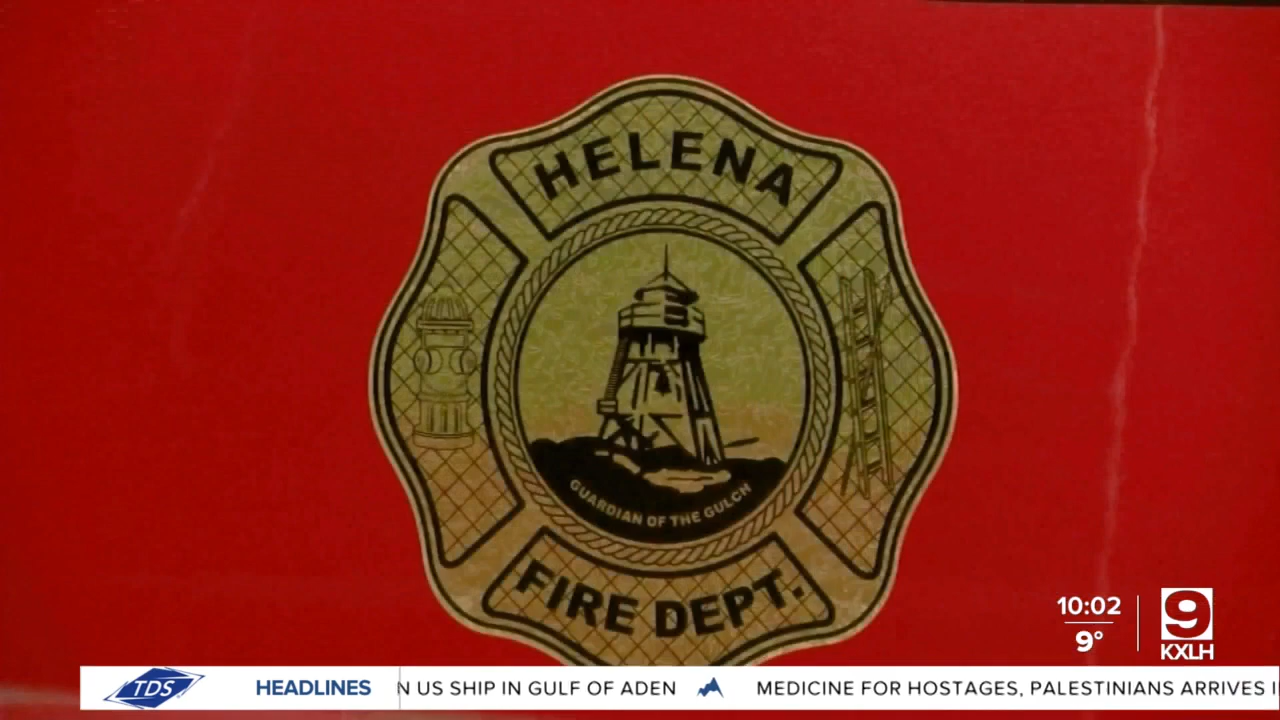 HELENA
GUARDIAN OF THE GULCH
FIRE DEPT.
10:02
9°
9
KXLH
TDS
HEADLINES
N US SHIP IN GULF OF ADEN
MEDICINE FOR HOSTAGES, PALESTINIANS ARRIVES I